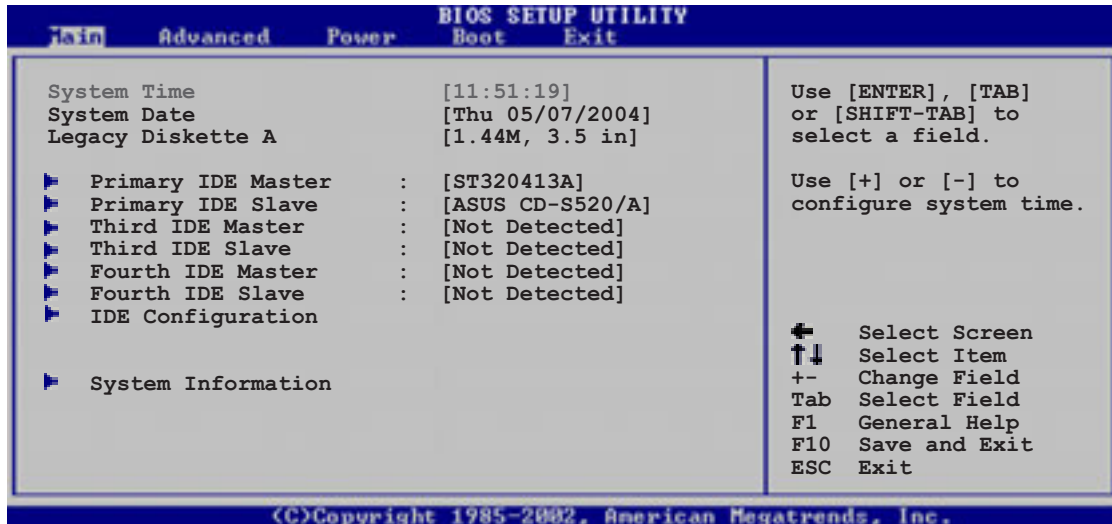 BIOS SETUP UTILITY
Main Advanced Power Boot Exit
System Time [11:51:19]
System Date [Thu 05/07/2004]
Legacy Diskette A [1.44M, 3.5 in]
Primary IDE Master : [ST320413A]
Primary IDE Slave : [ASUS CD-S520/A]
Third IDE Master : [Not Detected]
Third IDE Slave : [Not Detected]
Fourth IDE Master : [Not Detected]
Fourth IDE Slave : [Not Detected]
IDE Configuration
System Information
Use [ENTER], [TAB]
or [SHIFT-TAB] to
select a field.
Use [+] or [-] to
configure system time.
← Select Screen
↑↓ Select Item
+- Change Field
Tab Select Field
F1 General Help
F10 Save and Exit
ESC Exit
(C)Copyright 1985-2002, American Megatrends, Inc.